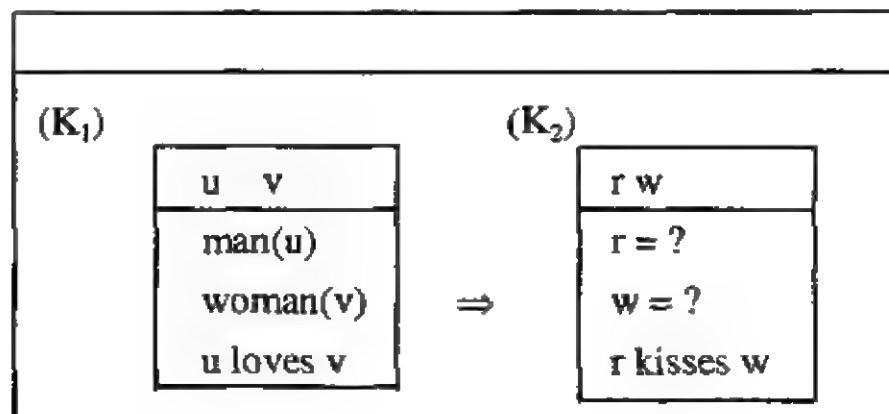 (K₁) (K₂)
u v r w
man(u) r = ?
woman(v) ⇒ w = ?
u loves v r kisses w